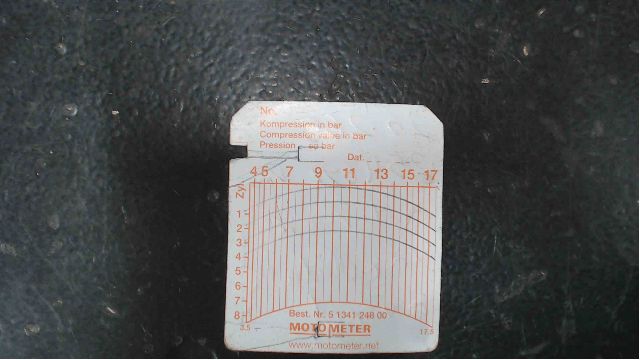 Nr.
Kompression in bar
Compression value in bar
Pression en bar
Dat.
4 5 7 9 11 13 15 17
Zyl
1
2
3
4
5
6
7
8
3.5 17.5
Best. Nr. 5 1341 248 00
MOTOMETER
www.motometer.net